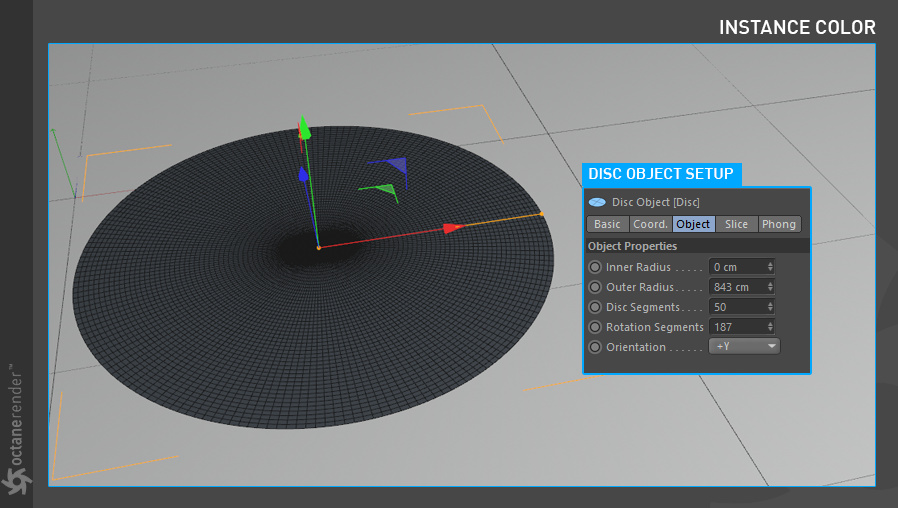 INSTANCE COLOR
DISC OBJECT SETUP
Disc Object [Disc]
Basic Coord. Object Slice Phong
Object Properties
Inner Radius . . . . . 0 cm
Outer Radius . . . . . 843 cm
Disc Segments . . . . 50
Rotation Segments 187
Orientation . . . . . . +Y
octanerender™